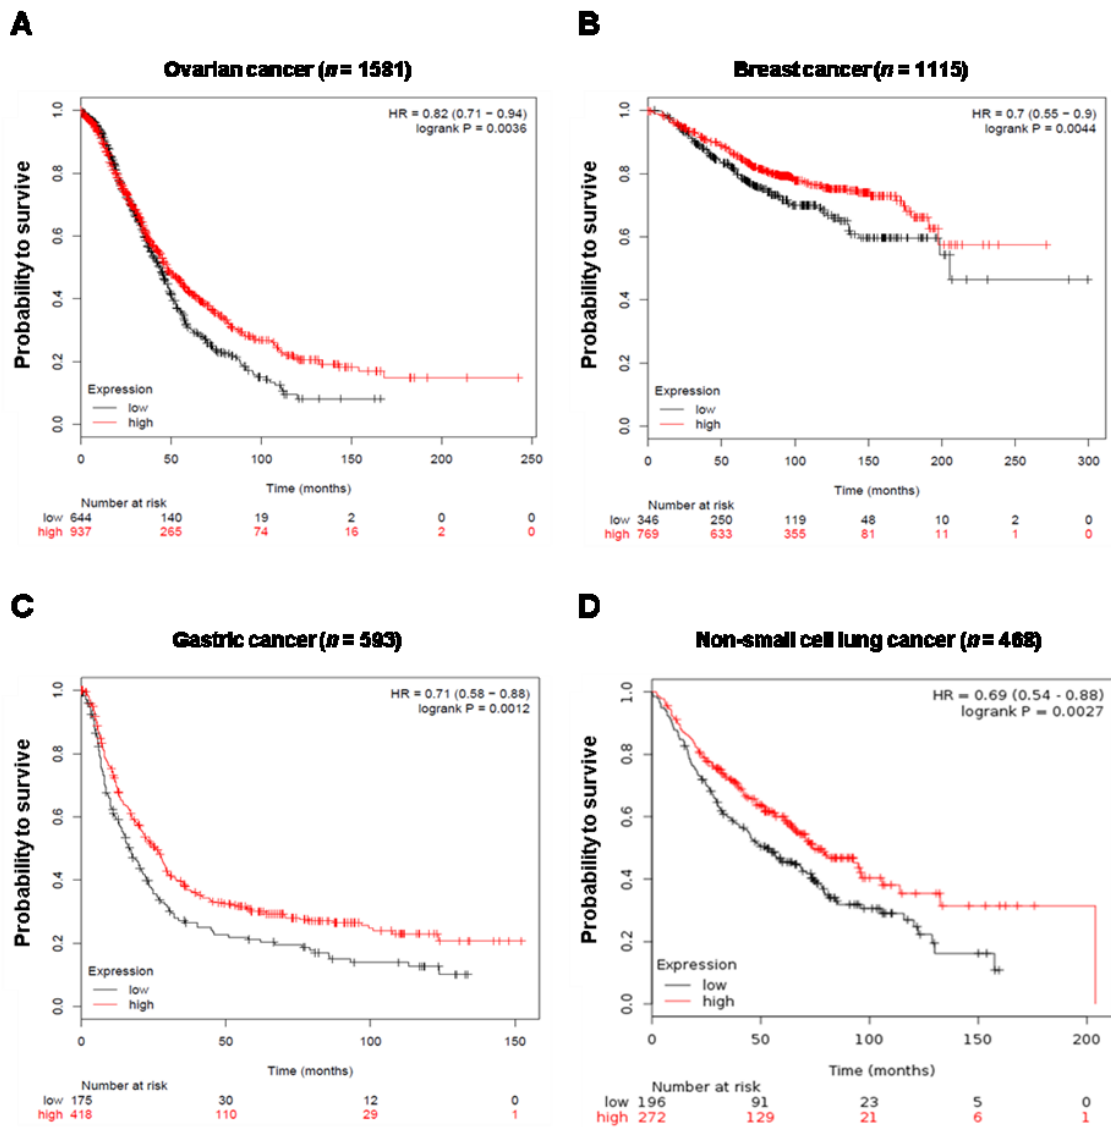 A
Ovarian cancer (n = 1581)
HR = 0.82 (0.71 − 0.94)
logrank P = 0.0036
Probability to survive
1.0
0.8
0.6
0.4
0.2
0.0
Expression
low
high
0 50 100 150 200 250
Time (months)
Number at risk
low 644 140 19 2 0 0
high 937 265 74 16 2 0
B
Breast cancer (n = 1115)
HR = 0.7 (0.55 − 0.9)
logrank P = 0.0044
Probability to survive
1.0
0.8
0.6
0.4
0.2
0.0
Expression
low
high
0 50 100 150 200 250 300
Time (months)
Number at risk
low 346 250 119 48 10 2 0
high 769 633 355 81 11 1 0
C
Gastric cancer (n = 593)
HR = 0.71 (0.58 − 0.88)
logrank P = 0.0012
Probability to survive
1.0
0.8
0.6
0.4
0.2
0.0
Expression
low
high
0 50 100 150
Time (months)
Number at risk
low 175 30 12 0
high 418 110 29 1
D
Non-small cell lung cancer (n = 468)
HR = 0.69 (0.54 - 0.88)
logrank P = 0.0027
Probability to survive
1.0
0.8
0.6
0.4
0.2
0.0
Expression
low
high
0 50 100 150 200
Time (months)
Number at risk
low 196 91 23 5 0
high 272 129 21 6 1